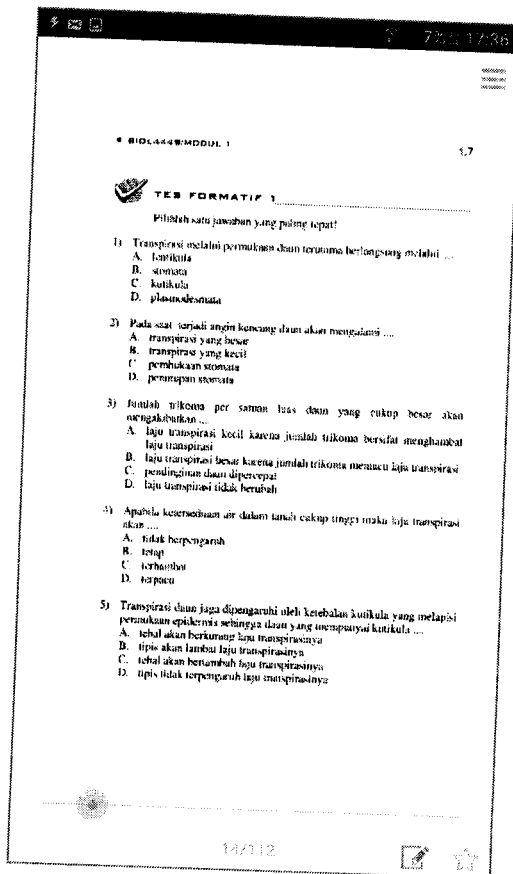 17:36
BIOL4449/MODUL 1
1.7
TES FORMATIF 1
Pilihlah satu jawaban yang paling tepat!
1) Transpirasi melalui permukaan daun terutama berlangsung melalui ....
A. lentikula
B. stomata
C. kutikula
D. plasmodesmata
2) Pada saat terjadi angin kencang daun akan mengalami ....
A. transpirasi yang besar
B. transpirasi yang kecil
C. pembukaan stomata
D. penutupan stomata
3) Jumlah trikoma per satuan luas daun yang cukup besar akan
mengakibatkan ....
A. laju transpirasi kecil karena jumlah trikoma bersifat menghambat
laju transpirasi
B. laju transpirasi besar karena jumlah trikoma memacu laju transpirasi
C. pendinginan daun dipercepat
D. laju transpirasi tidak berubah
4) Apabila ketersediaan air dalam tanah cukup tinggi maka laju transpirasi
akan ....
A. tidak berpengaruh
B. tetap
C. terhambat
D. terpacu
5) Transpirasi daun juga dipengaruhi oleh ketebalan kutikula yang melapisi
permukaan epidermis sehingga daun yang mempunyai kutikula ....
A. tebal akan berkurang laju transpirasinya
B. tipis akan lambat laju transpirasinya
C. tebal akan bertambah laju transpirasinya
D. tipis tidak terpengaruh laju transpirasinya
14/112